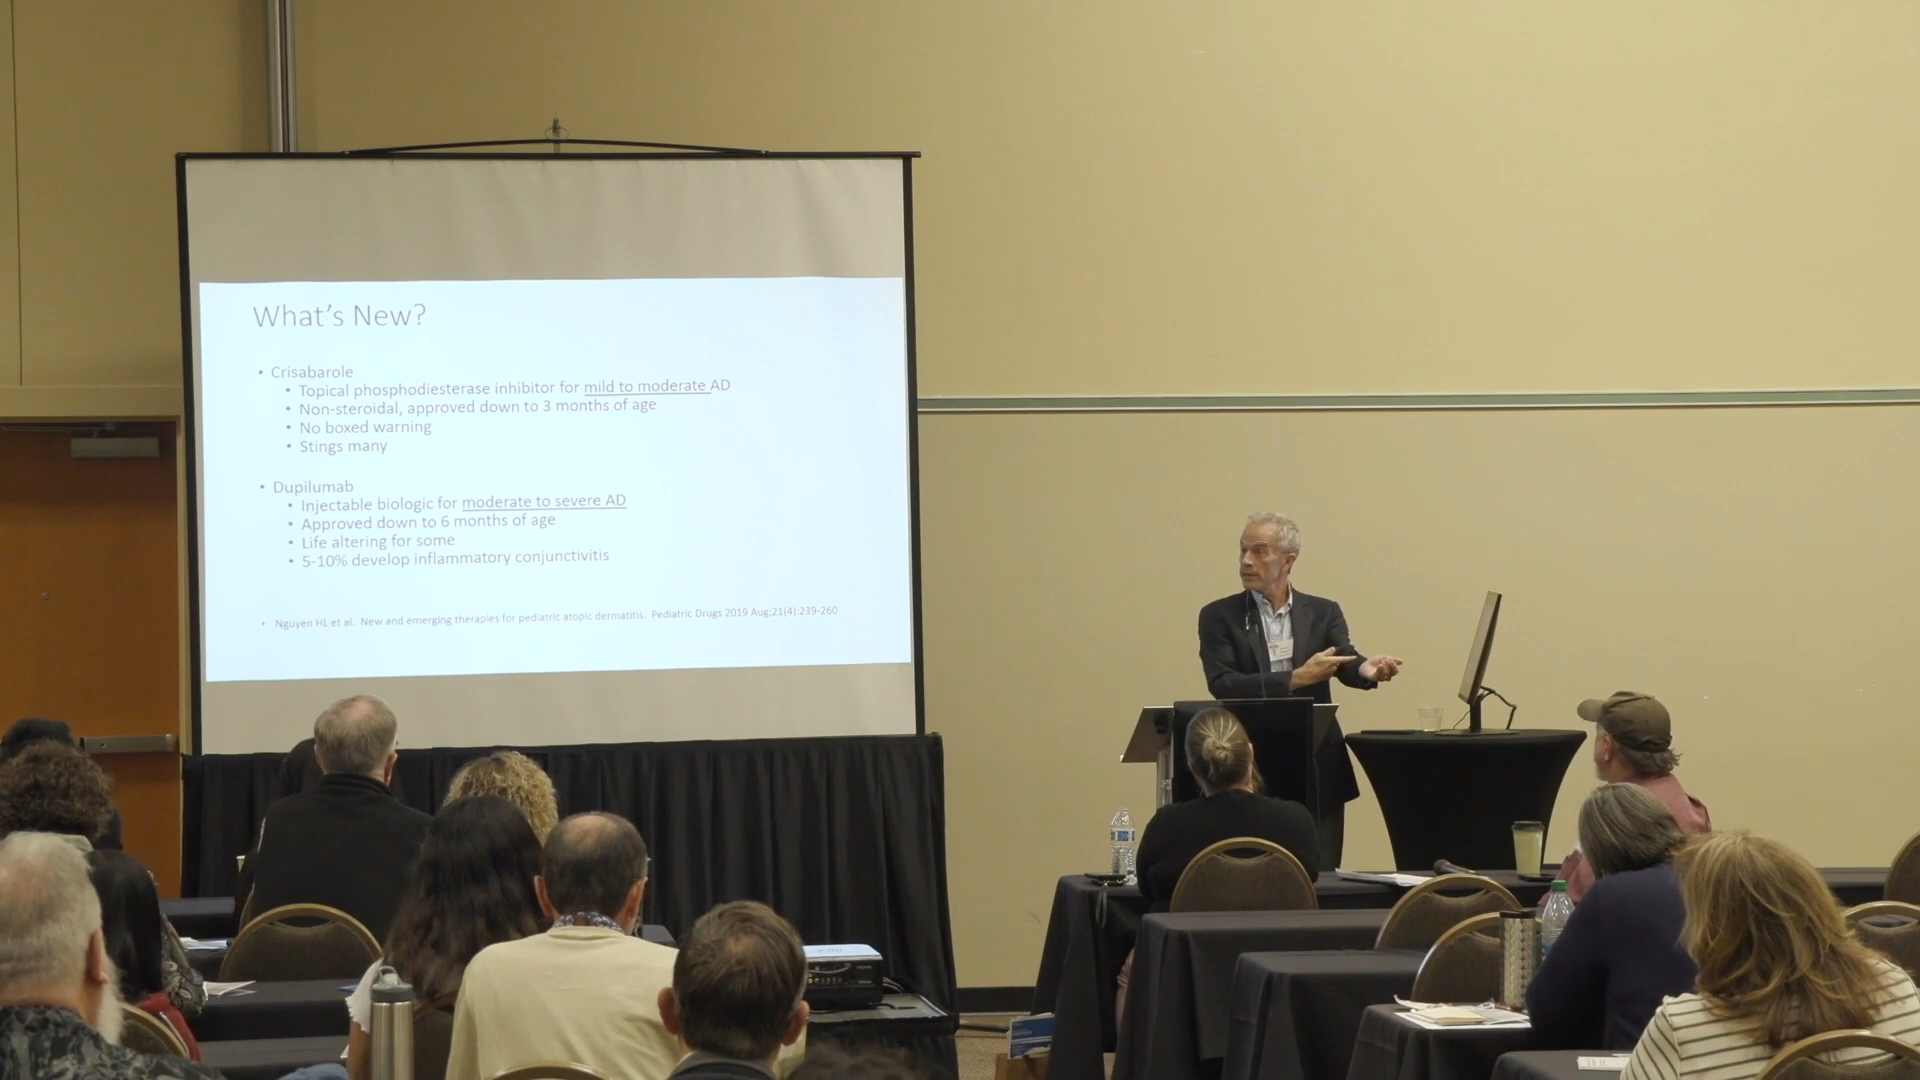 What's New?
• Crisabarole
• Topical phosphodiesterase inhibitor for mild to moderate AD
• Non-steroidal, approved down to 3 months of age
• No boxed warning
• Stings many
• Dupilumab
• Injectable biologic for moderate to severe AD
• Approved down to 6 months of age
• Life altering for some
• 5-10% develop inflammatory conjunctivitis
• Nguyen HL et al. New and emerging therapies for pediatric atopic dermatitis. Pediatric Drugs 2019 Aug;21(4):239-260